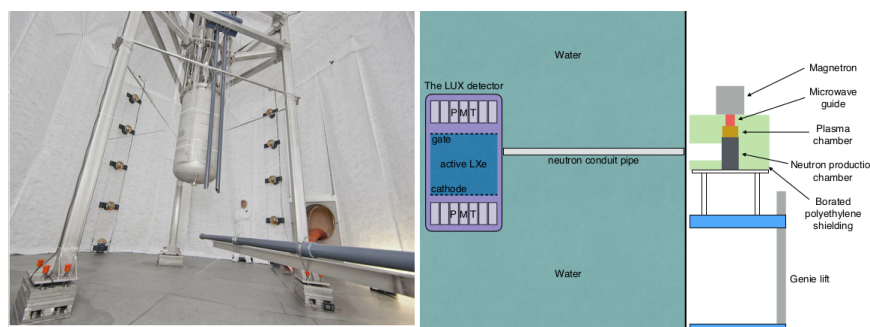 Water
The LUX detector
PMT
gate
active LXe
cathode
PMT
neutron conduit pipe
Water
Magnetron
Microwave
guide
Plasma
chamber
Neutron productio
chamber
Borated
polyethylene
shielding
Genie lift